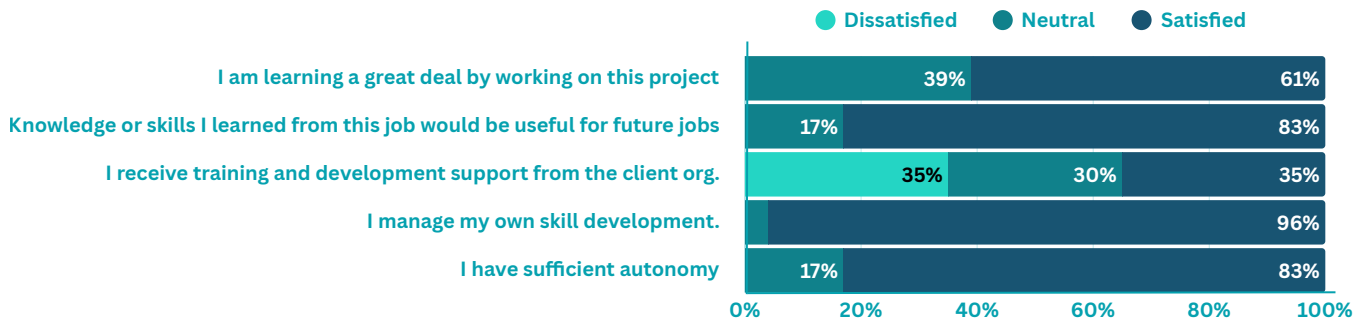 Dissatisfied Neutral Satisfied
I am learning a great deal by working on this project 39% 61%
Knowledge or skills I learned from this job would be useful for future jobs 17% 83%
I receive training and development support from the client org. 35% 30% 35%
I manage my own skill development. 96%
I have sufficient autonomy 17% 83%
0% 20% 40% 60% 80% 100%